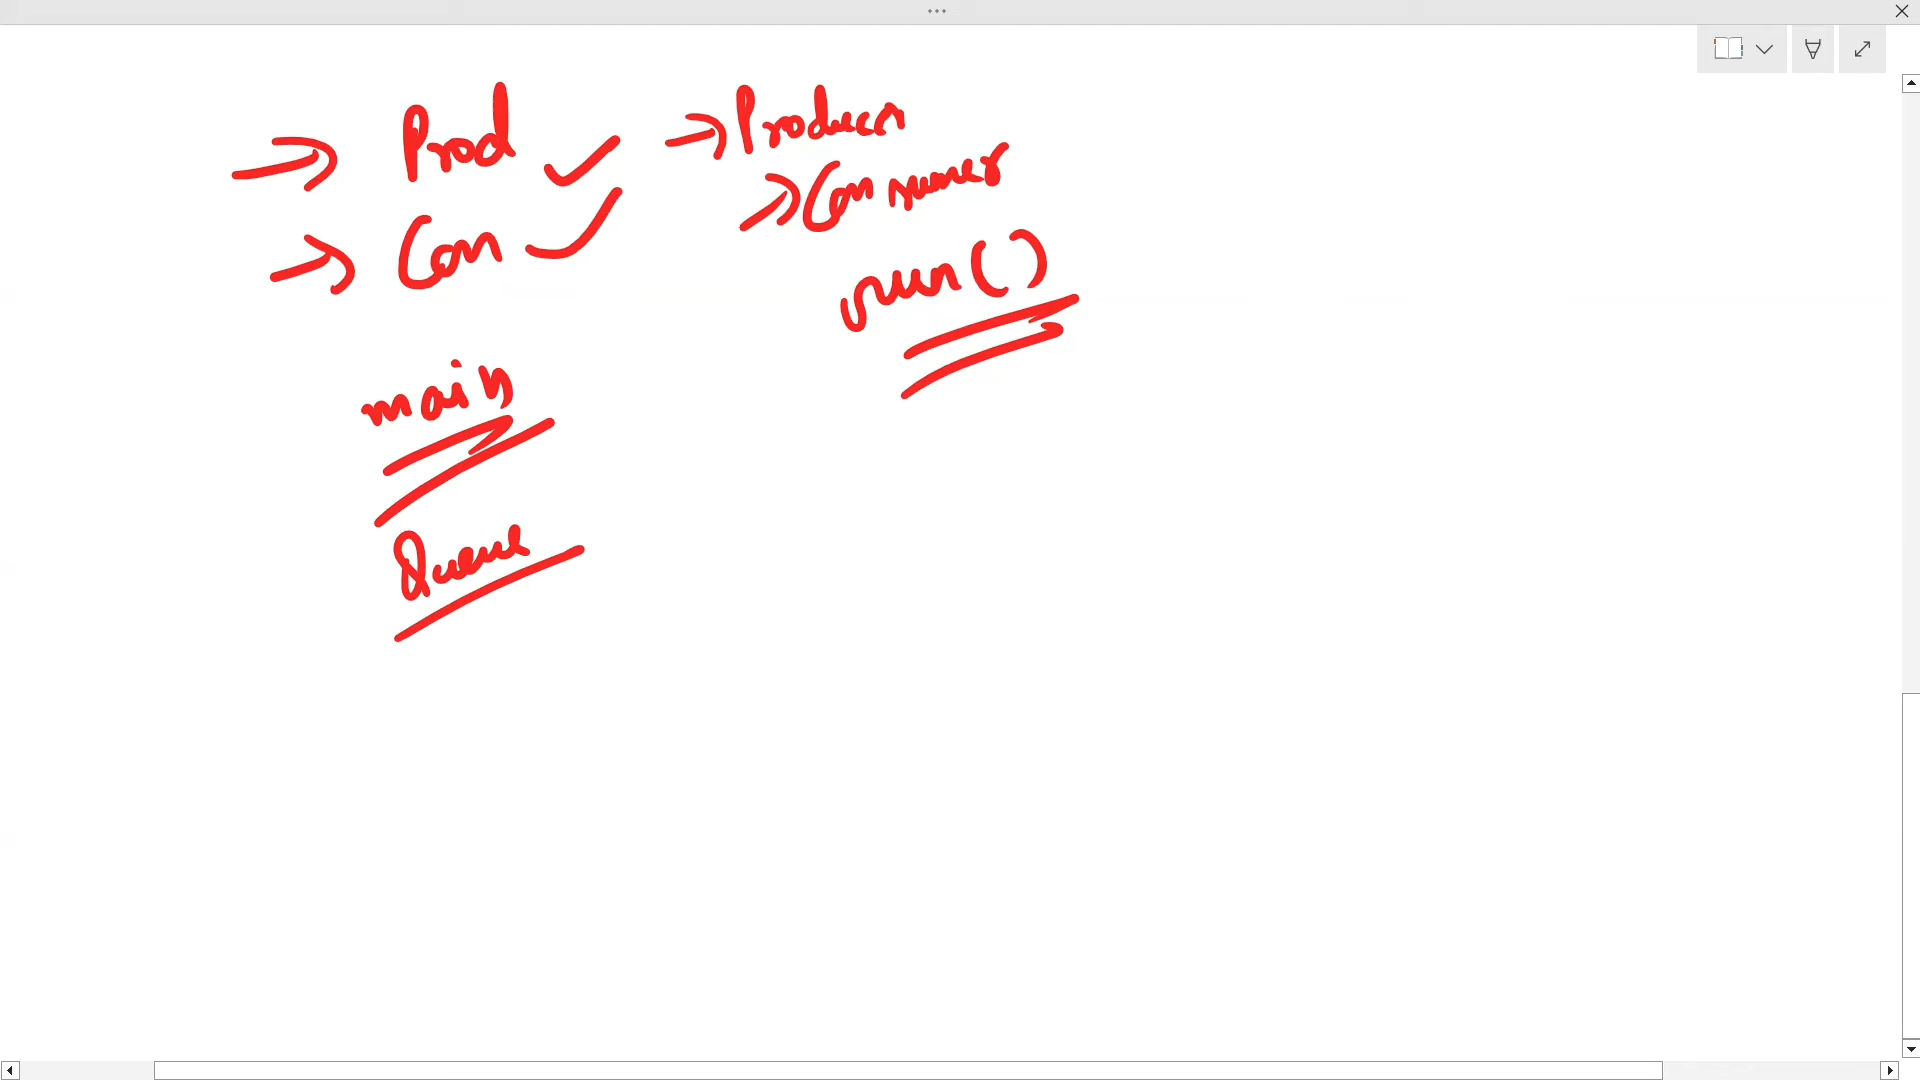 → Prod ✓
→ Con ✓
main
Queue
→ Producer
→ Consumer
run()